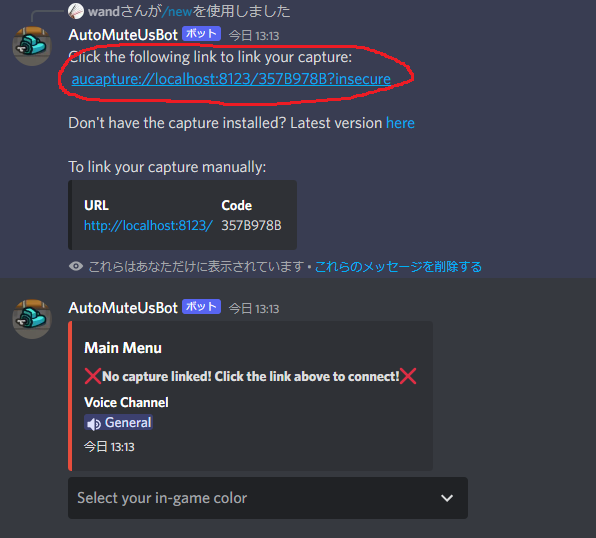 wandさんが/newを使用しました
AutoMuteUsBot ボット 今日 13:13
Click the following link to link your capture:
aucapture://localhost:8123/357B978B?insecure
Don't have the capture installed? Latest version here
To link your capture manually:
URL Code
http://localhost:8123/ 357B978B
これらはあなただけに表示されています • これらのメッセージを削除する
AutoMuteUsBot ボット 今日 13:13
Main Menu
❌No capture linked! Click the link above to connect!❌
Voice Channel
General
今日 13:13
Select your in-game color